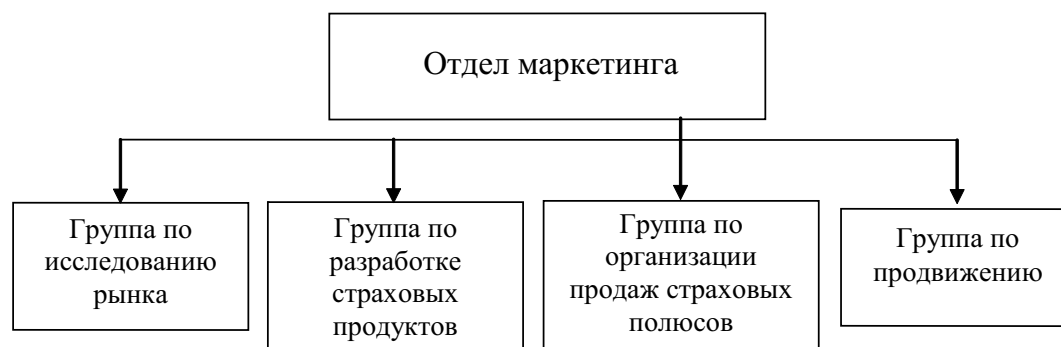 Отдел маркетинга
Группа по
исследованию
рынка
Группа по
разработке
страховых
продуктов
Группа по
организации
продаж страховых
полюсов
Группа по
продвижению